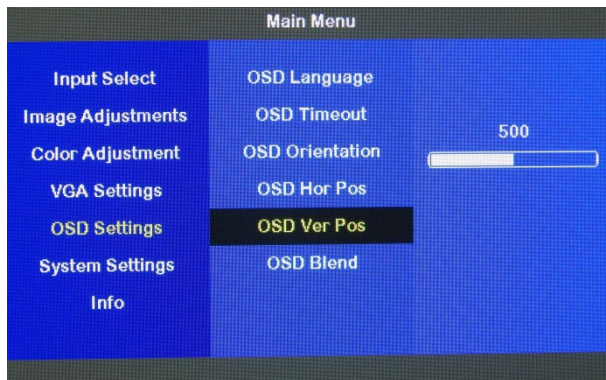 Main Menu
Input Select
Image Adjustments
Color Adjustment
VGA Settings
OSD Settings
System Settings
Info
OSD Language
OSD Timeout
OSD Orientation
OSD Hor Pos
OSD Ver Pos
OSD Blend
500